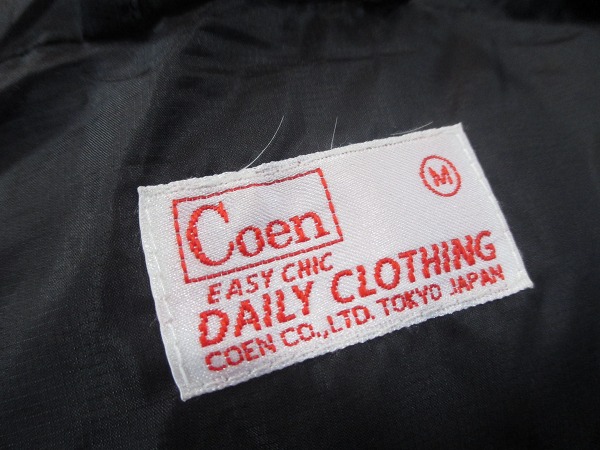 Coen
M
EASY CHIC
DAILY CLOTHING
COEN CO.,LTD. TOKYO JAPAN